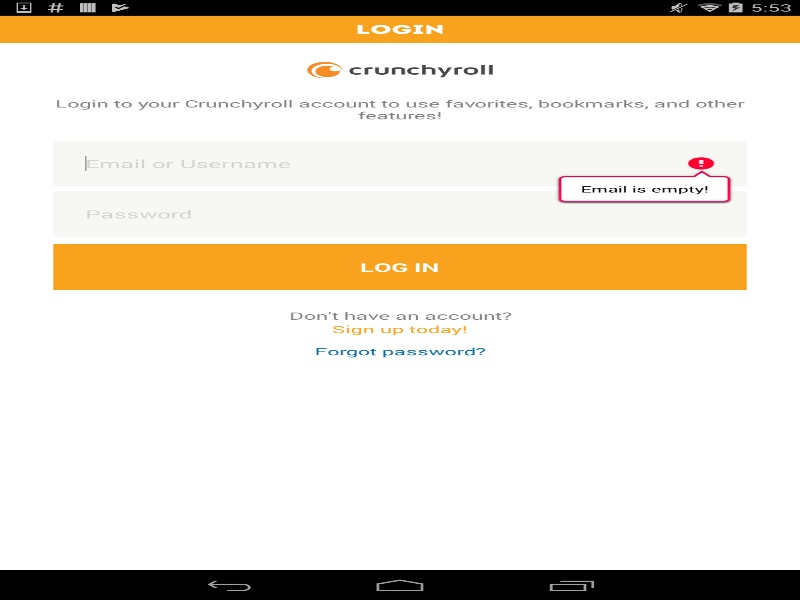 5:53
LOGIN
crunchyroll
Login to your Crunchyroll account to use favorites, bookmarks, and other
features!
Email or Username
Email is empty!
Password
LOG IN
Don't have an account?
Sign up today!
Forgot password?